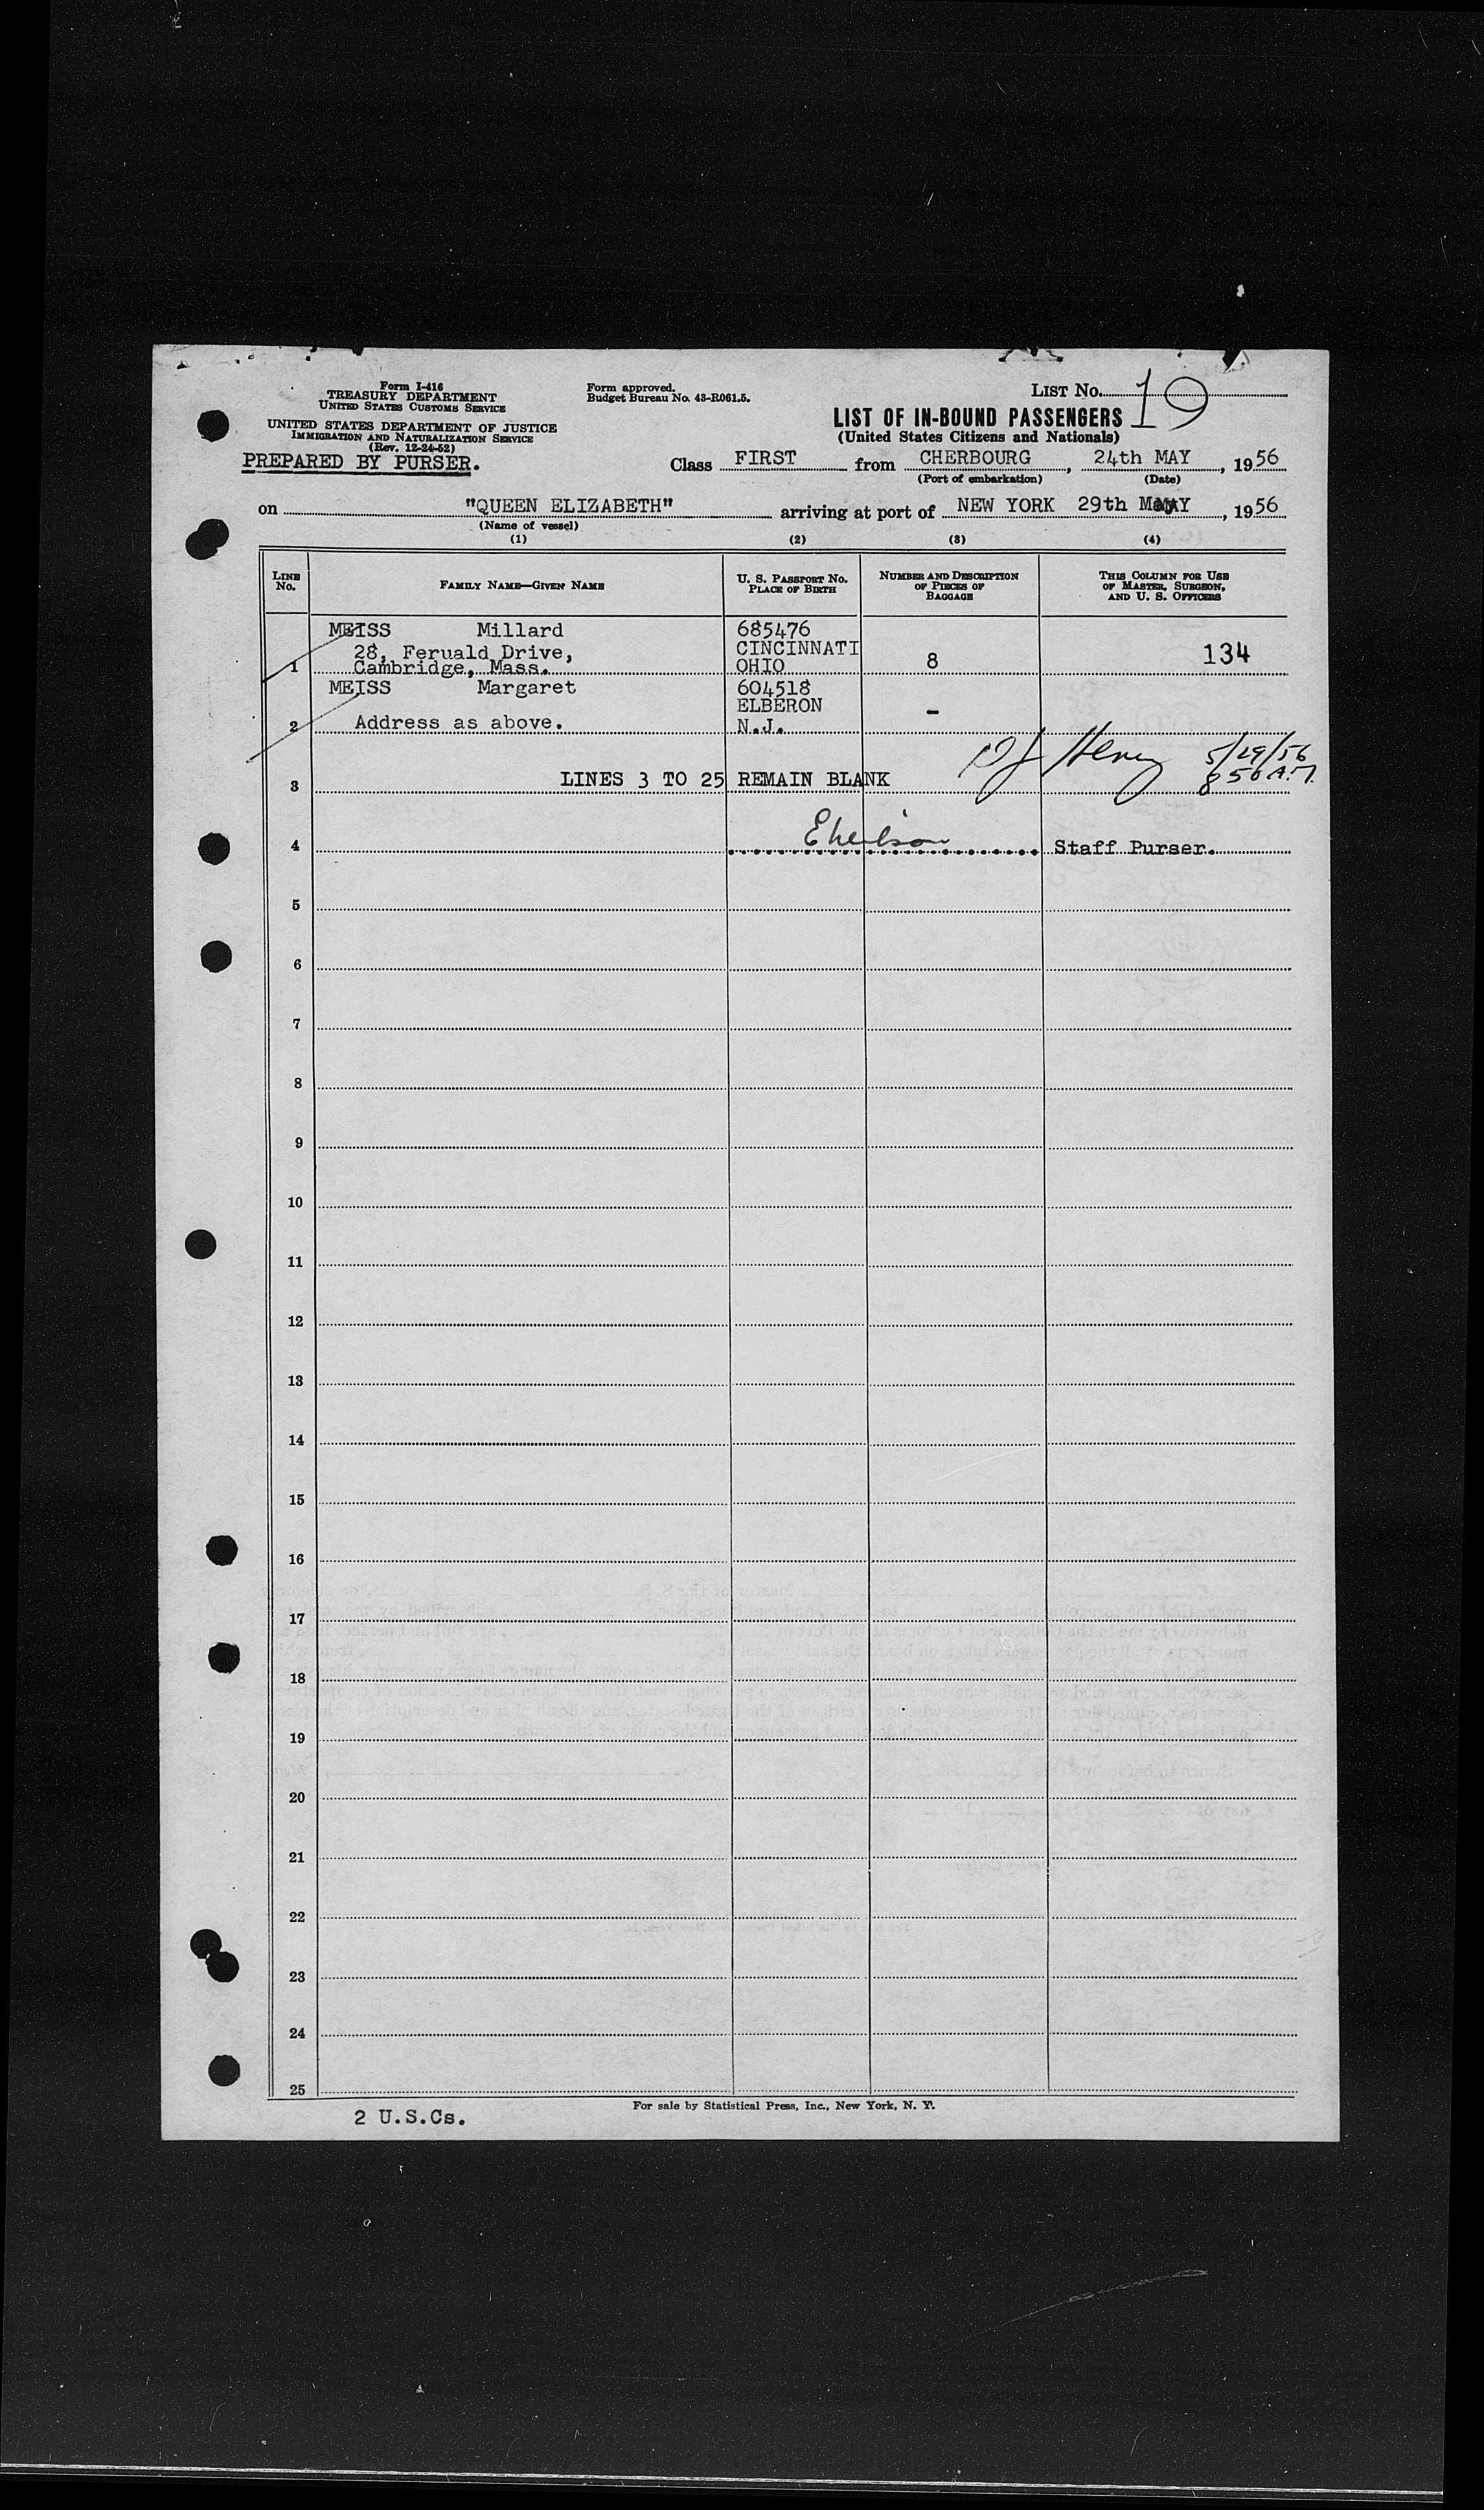 Form I-416
TREASURY DEPARTMENT
UNITED STATES CUSTOMS SERVICE
UNITED STATES DEPARTMENT OF JUSTICE
IMMIGRATION AND NATURALIZATION SERVICE
(Rev. 12-24-52)
PREPARED BY PURSER.
Form approved.
Budget Bureau No. 43-R061.5.
LIST No. 19
LIST OF IN-BOUND PASSENGERS
(United States Citizens and Nationals)
Class FIRST from CHERBOURG, 24th MAY, 1956
(Port of embarkation) (Date)
on "QUEEN ELIZABETH" arriving at port of NEW YORK 29th MAY, 1956
(Name of vessel)
(1) (2) (3) (4)
LINE No. FAMILY NAME—GIVEN NAME U. S. PASSPORT No. PLACE OF BIRTH NUMBER AND DESCRIPTION OF PIECES OF BAGGAGE THIS COLUMN FOR USE OF MASTER, SURGEON, AND U. S. OFFICERS
MEISS Millard 685476
28, Feruald Drive, CINCINNATI
1 Cambridge, Mass. OHIO 8 134
MEISS Margaret 604518
ELBERON
2 Address as above. N.J. -
Henry 5/29/56
8 50 A.M.
3 LINES 3 TO 25 REMAIN BLANK
4 Staff Purser.
5
6
7
8
9
10
11
12
13
14
15
16
17
18
19
20
21
22
23
24
25
For sale by Statistical Press, Inc., New York, N. Y.
2 U.S.Cs.